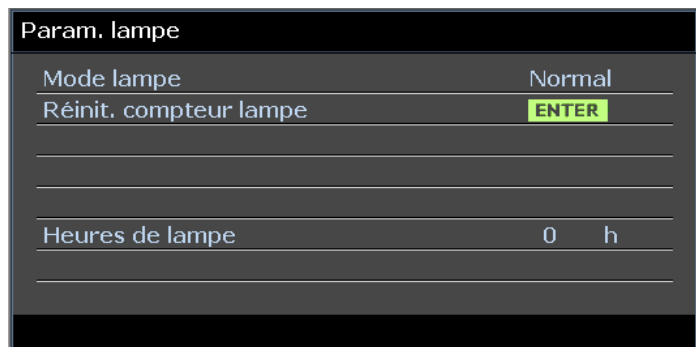 Param. lampe
Mode lampe Normal
Réinit. compteur lampe ENTER
Heures de lampe 0 h